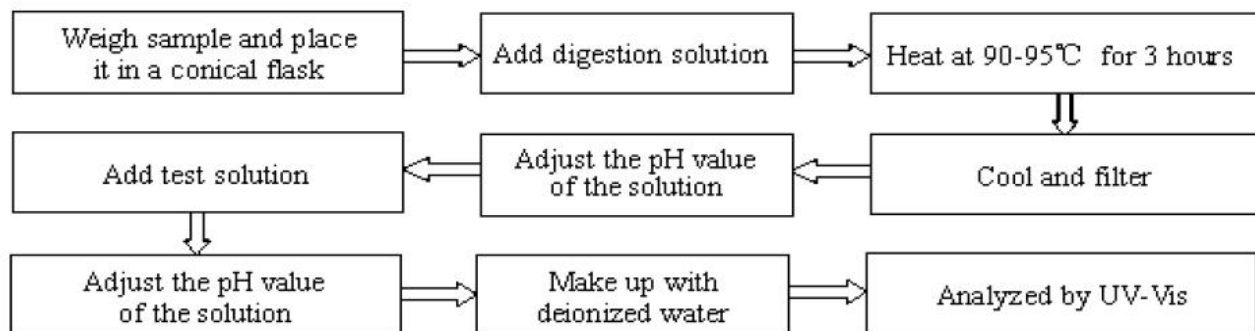 Weigh sample and place
it in a conical flask
Add digestion solution
Heat at 90-95℃ for 3 hours
Cool and filter
Adjust the pH value
of the solution
Add test solution
Adjust the pH value
of the solution
Make up with
deionized water
Analyzed by UV-Vis